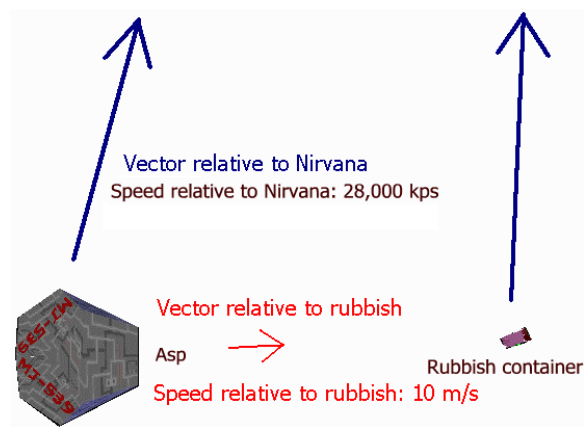 Vector relative to Nirvana
Speed relative to Nirvana: 28,000 kps
Vector relative to rubbish
Asp
Rubbish container
Speed relative to rubbish: 10 m/s